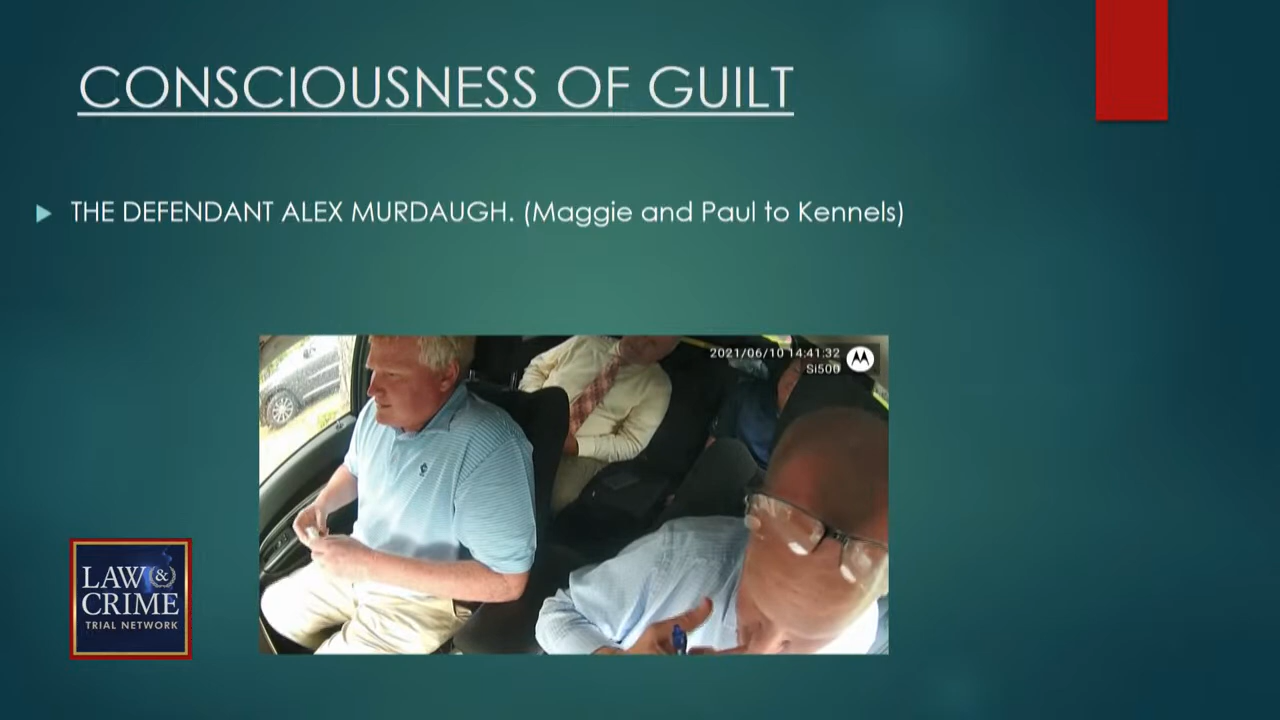 CONSCIOUSNESS OF GUILT
THE DEFENDANT ALEX MURDAUGH. (Maggie and Paul to Kennels)
2021/06/10 14:41:32
Si500
LAW &
CRIME
TRIAL NETWORK